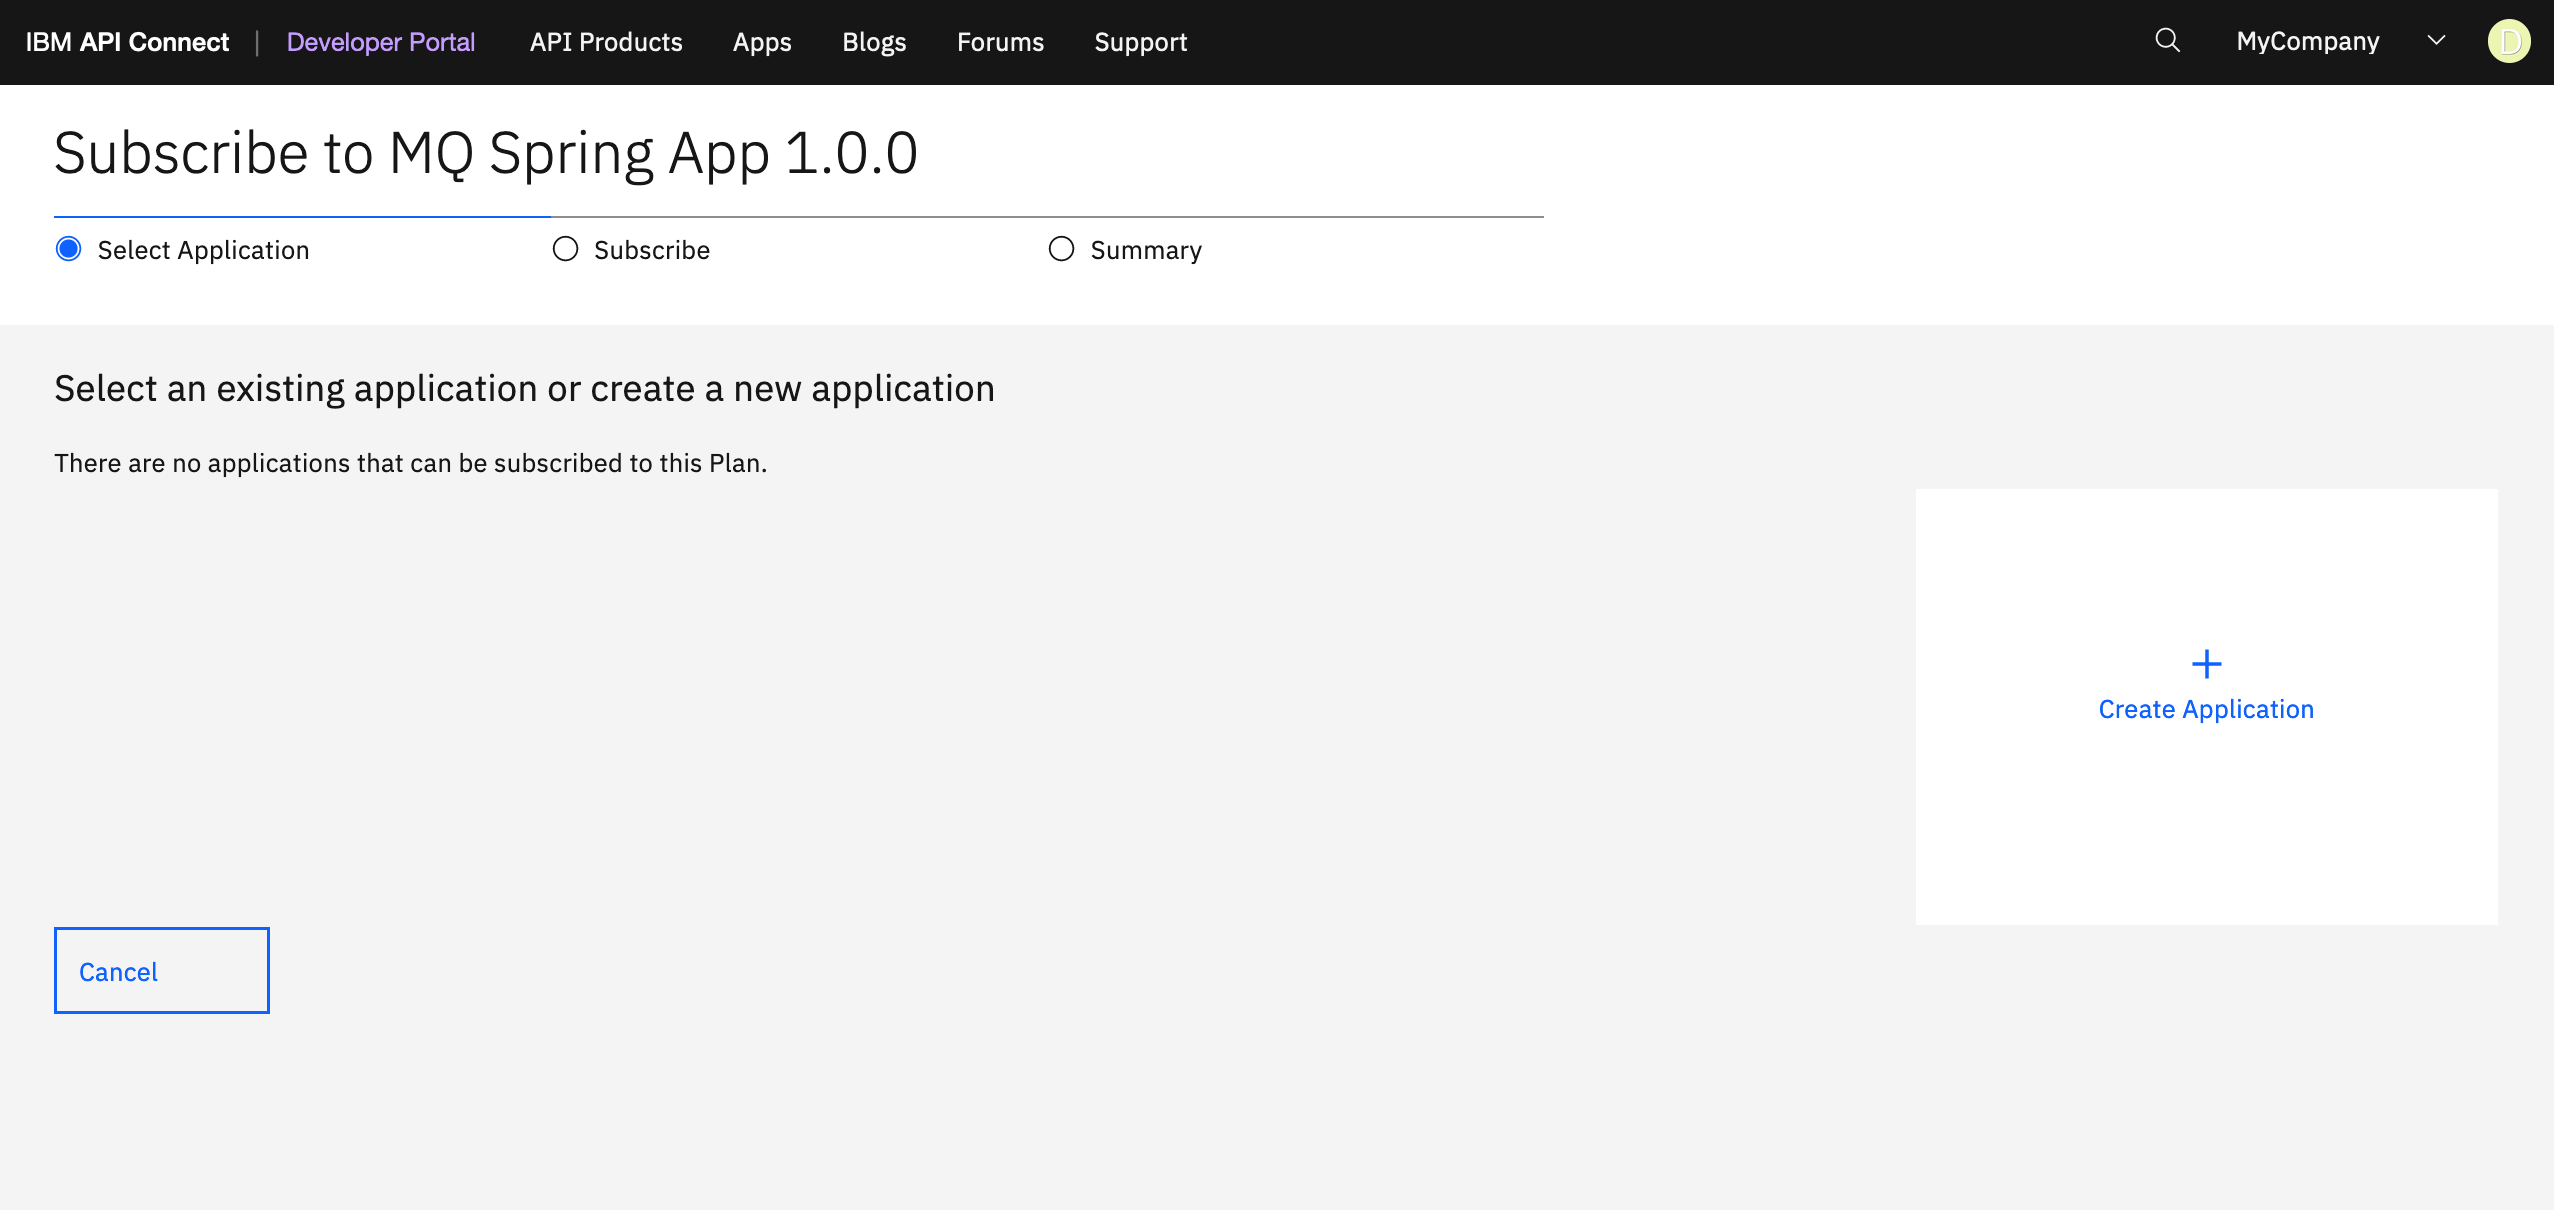 IBM API Connect | Developer Portal API Products Apps Blogs Forums Support MyCompany D
Subscribe to MQ Spring App 1.0.0
Select Application Subscribe Summary
Select an existing application or create a new application
There are no applications that can be subscribed to this Plan.
Create Application
Cancel